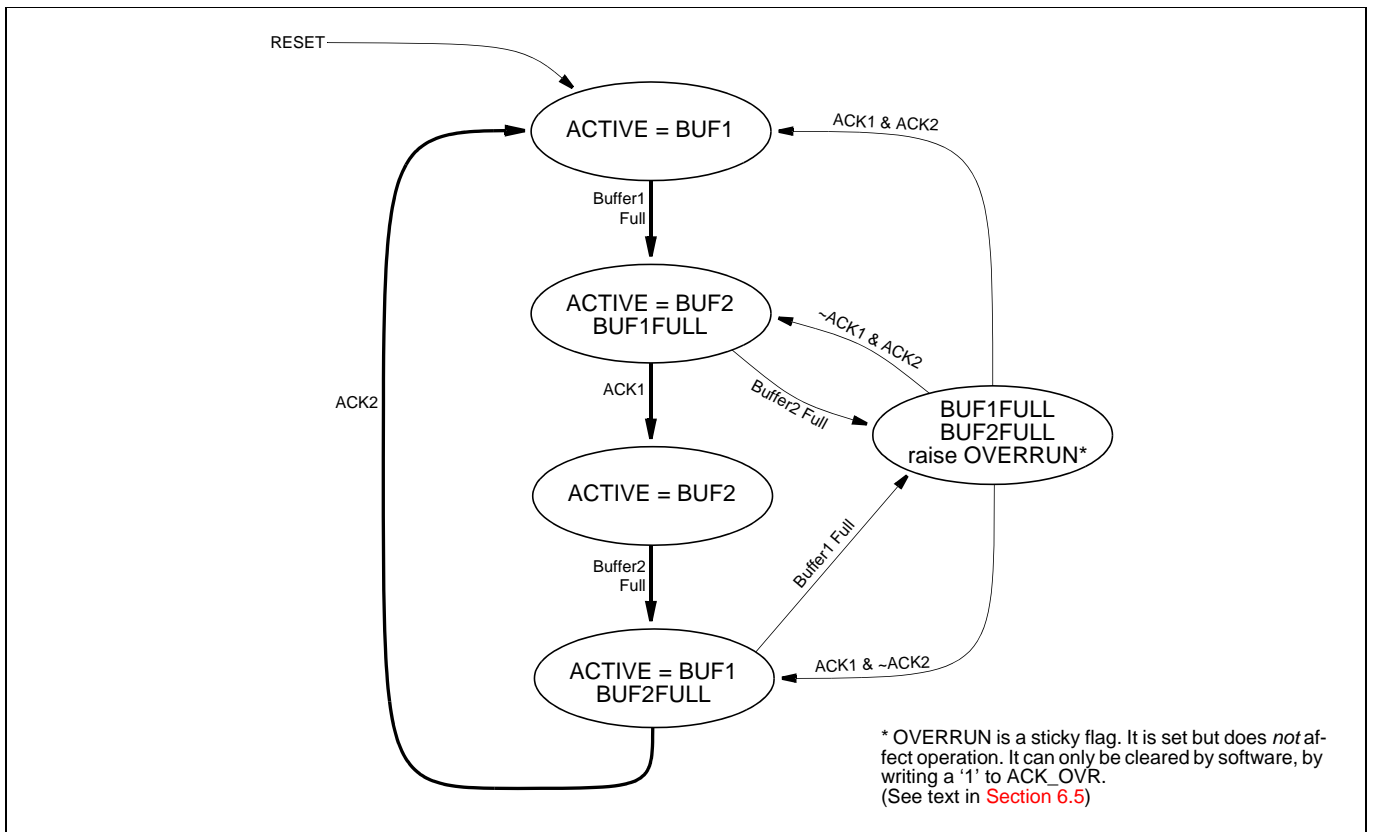 RESET
ACTIVE = BUF1
ACK1 & ACK2
Buffer1
Full
ACTIVE = BUF2
BUF1FULL
~ACK1 & ACK2
Buffer2 Full
ACK1
ACK2
BUF1FULL
BUF2FULL
raise OVERRUN*
ACTIVE = BUF2
Buffer1 Full
Buffer2
Full
ACTIVE = BUF1
BUF2FULL
ACK1 & ~ACK2
* OVERRUN is a sticky flag. It is set but does not af-
fect operation. It can only be cleared by software, by
writing a ‘1’ to ACK_OVR.
(See text in Section 6.5)